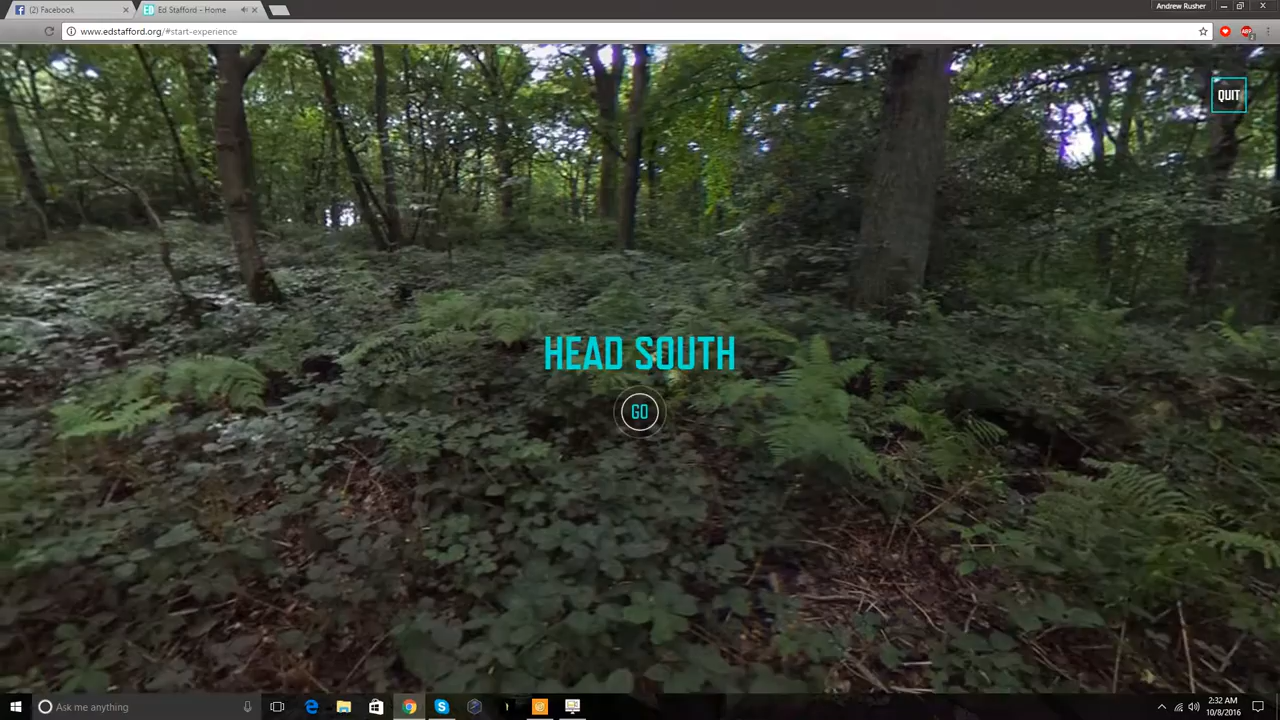 (2) Facebook
Ed Stafford - Home
Andrew Rusher
www.edstafford.org/#start-experience
ABP
QUIT
HEAD SOUTH
GO
Ask me anything
2:32 AM
10/8/2016